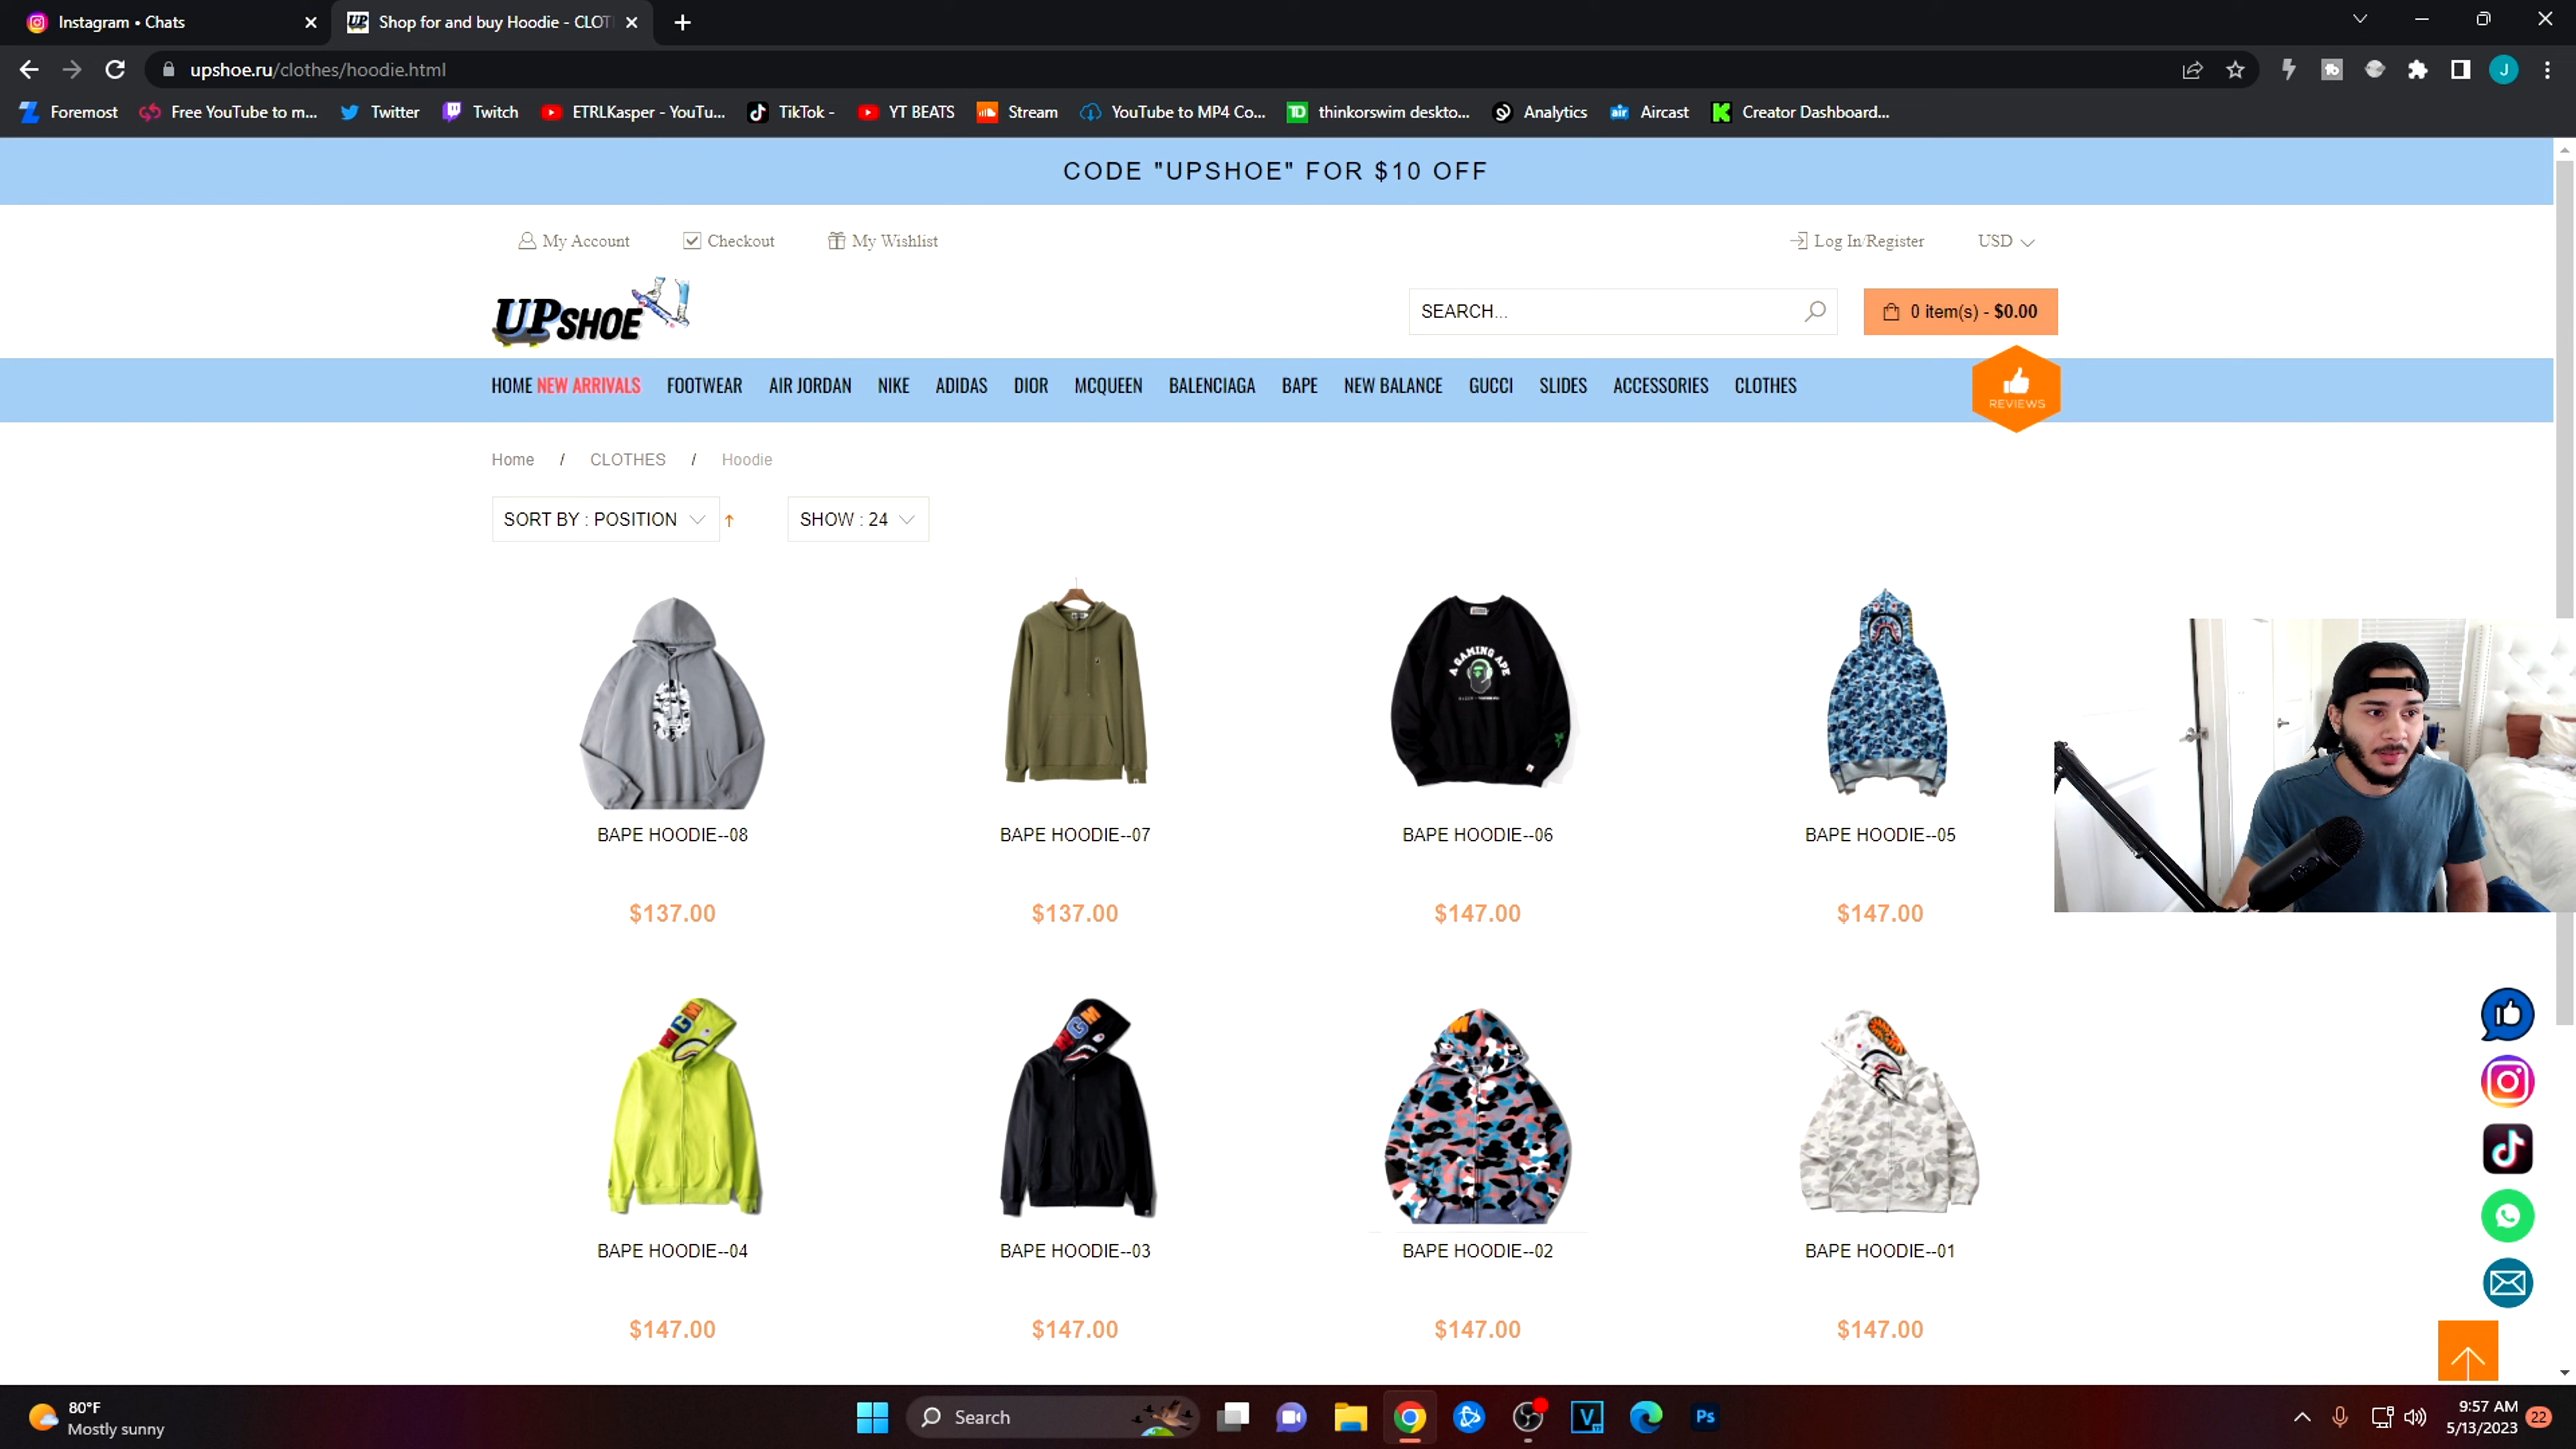 Instagram • Chats
Shop for and buy Hoodie - CLOT
upshoe.ru/clothes/hoodie.html
Foremost
Free YouTube to m...
Twitter
Twitch
ETRLKasper - YouTu...
TikTok -
YT BEATS
Stream
YouTube to MP4 Co...
thinkorswim deskto...
Analytics
Aircast
Creator Dashboard...
CODE "UPSHOE" FOR $10 OFF
My Account
Checkout
My Wishlist
Log In/Register
USD
UPSHOE
SEARCH...
0 item(s) - $0.00
HOME NEW ARRIVALS FOOTWEAR AIR JORDAN NIKE ADIDAS DIOR MCQUEEN BALENCIAGA BAPE NEW BALANCE GUCCI SLIDES ACCESSORIES CLOTHES
REVIEWS
Home / CLOTHES / Hoodie
SORT BY : POSITION
SHOW : 24
A GAMING APE
BAPE HOODIE--08
BAPE HOODIE--07
BAPE HOODIE--06
BAPE HOODIE--05
$137.00
$137.00
$147.00
$147.00
BAPE HOODIE--04
BAPE HOODIE--03
BAPE HOODIE--02
BAPE HOODIE--01
$147.00
$147.00
$147.00
$147.00
80°F
Mostly sunny
Search
Ps
9:57 AM
5/13/2023
22